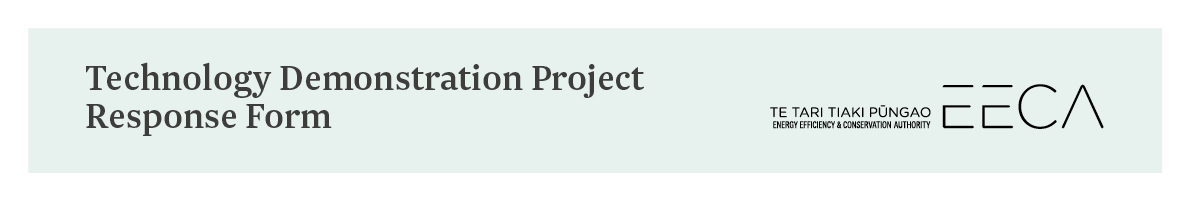 Technology Demonstration Project
Response Form
TE TARI TIAKI PŪNGAO
ENERGY EFFICIENCY & CONSERVATION AUTHORITY
EECA